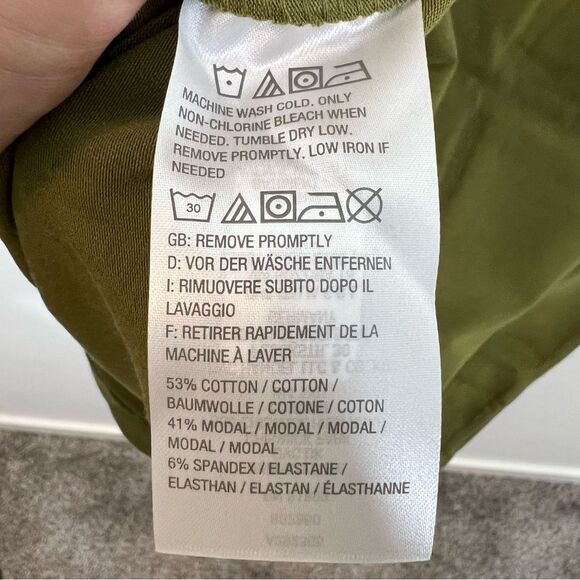 MACHINE WASH COLD. ONLY
NON-CHLORINE BLEACH WHEN
NEEDED. TUMBLE DRY LOW.
REMOVE PROMPTLY. LOW IRON IF
NEEDED
30
GB: REMOVE PROMPTLY
D: VOR DER WÄSCHE ENTFERNEN
I: RIMUOVERE SUBITO DOPO IL
LAVAGGIO
F: RETIRER RAPIDEMENT DE LA
MACHINE À LAVER
53% COTTON / COTTON /
BAUMWOLLE / COTONE / COTON
41% MODAL / MODAL / MODAL /
MODAL / MODAL
6% SPANDEX / ELASTANE /
ELASTHAN / ELASTAN / ÉLASTHANNE